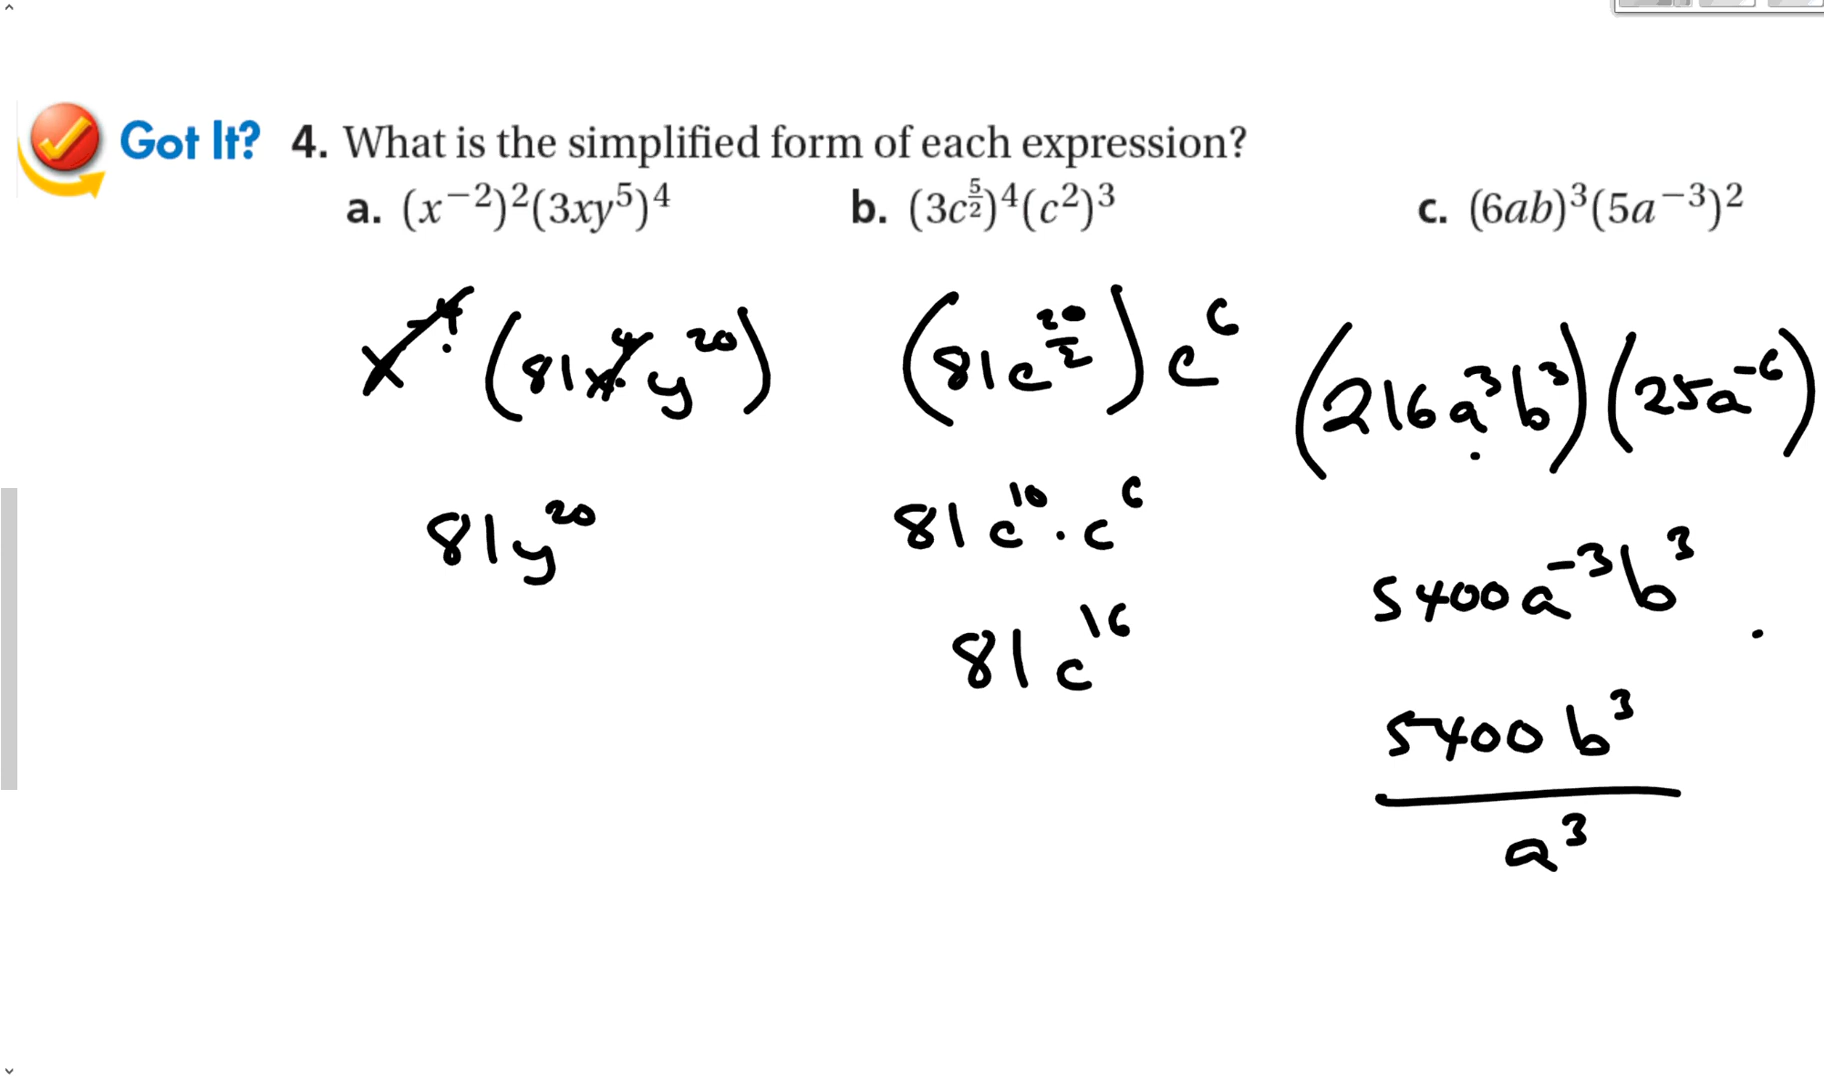 Got It? 4. What is the simplified form of each expression?
a. (x⁻²)²(3xy⁵)⁴ b. (3c^(5/2))⁴(c²)³ c. (6ab)³(5a⁻³)²
x⁻⁴ (81x⁴y²⁰) (81c^(20/2)) c⁶ (216a³b³)(25a⁻⁶)
81y²⁰ 81c¹⁰ · c⁶ 5400a⁻³b³
81c¹⁶ 5400b³
a³